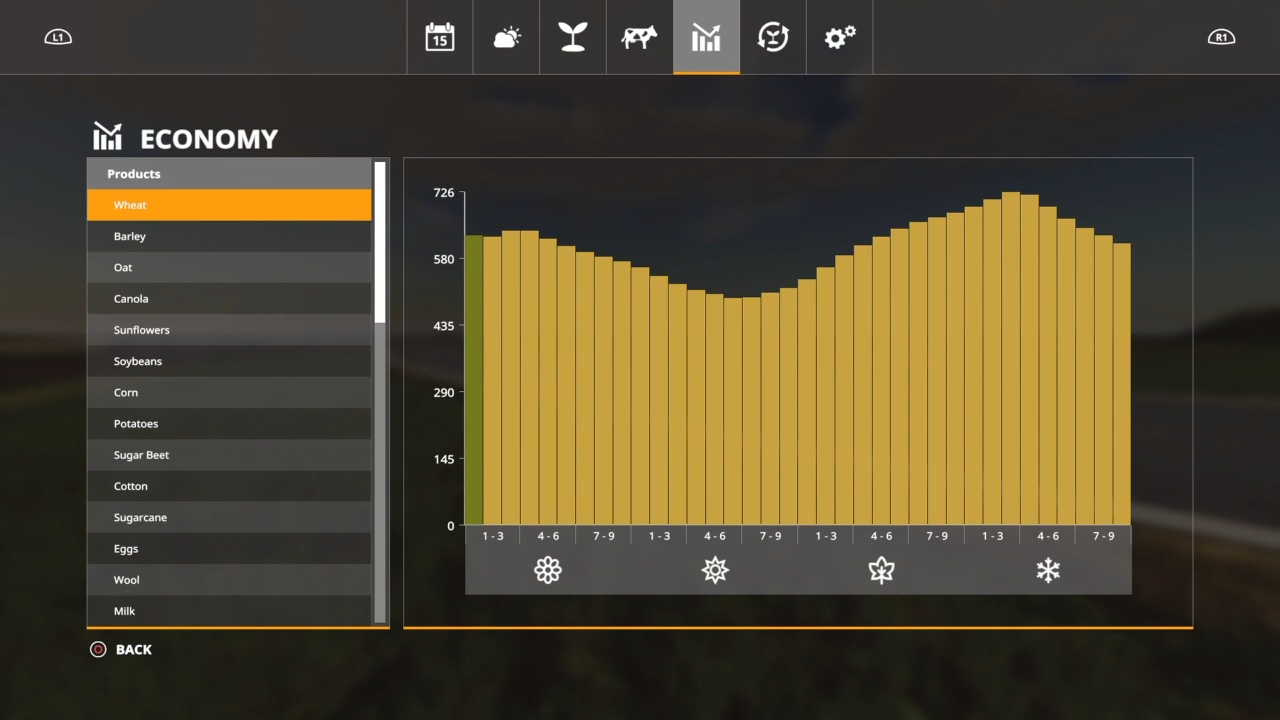 L1
15
R1
ECONOMY
Products
Wheat
Barley
Oat
Canola
Sunflowers
Soybeans
Corn
Potatoes
Sugar Beet
Cotton
Sugarcane
Eggs
Wool
Milk
726
580
435
290
145
0
1 - 3 4 - 6 7 - 9 1 - 3 4 - 6 7 - 9 1 - 3 4 - 6 7 - 9 1 - 3 4 - 6 7 - 9
BACK